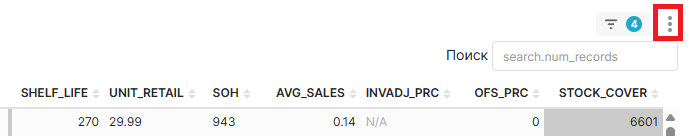 4
Поиск search.num_records
SHELF_LIFE UNIT_RETAIL SOH AVG_SALES INVADJ_PRC OFS_PRC STOCK_COVER
270 29.99 943 0.14 N/A 0 6601